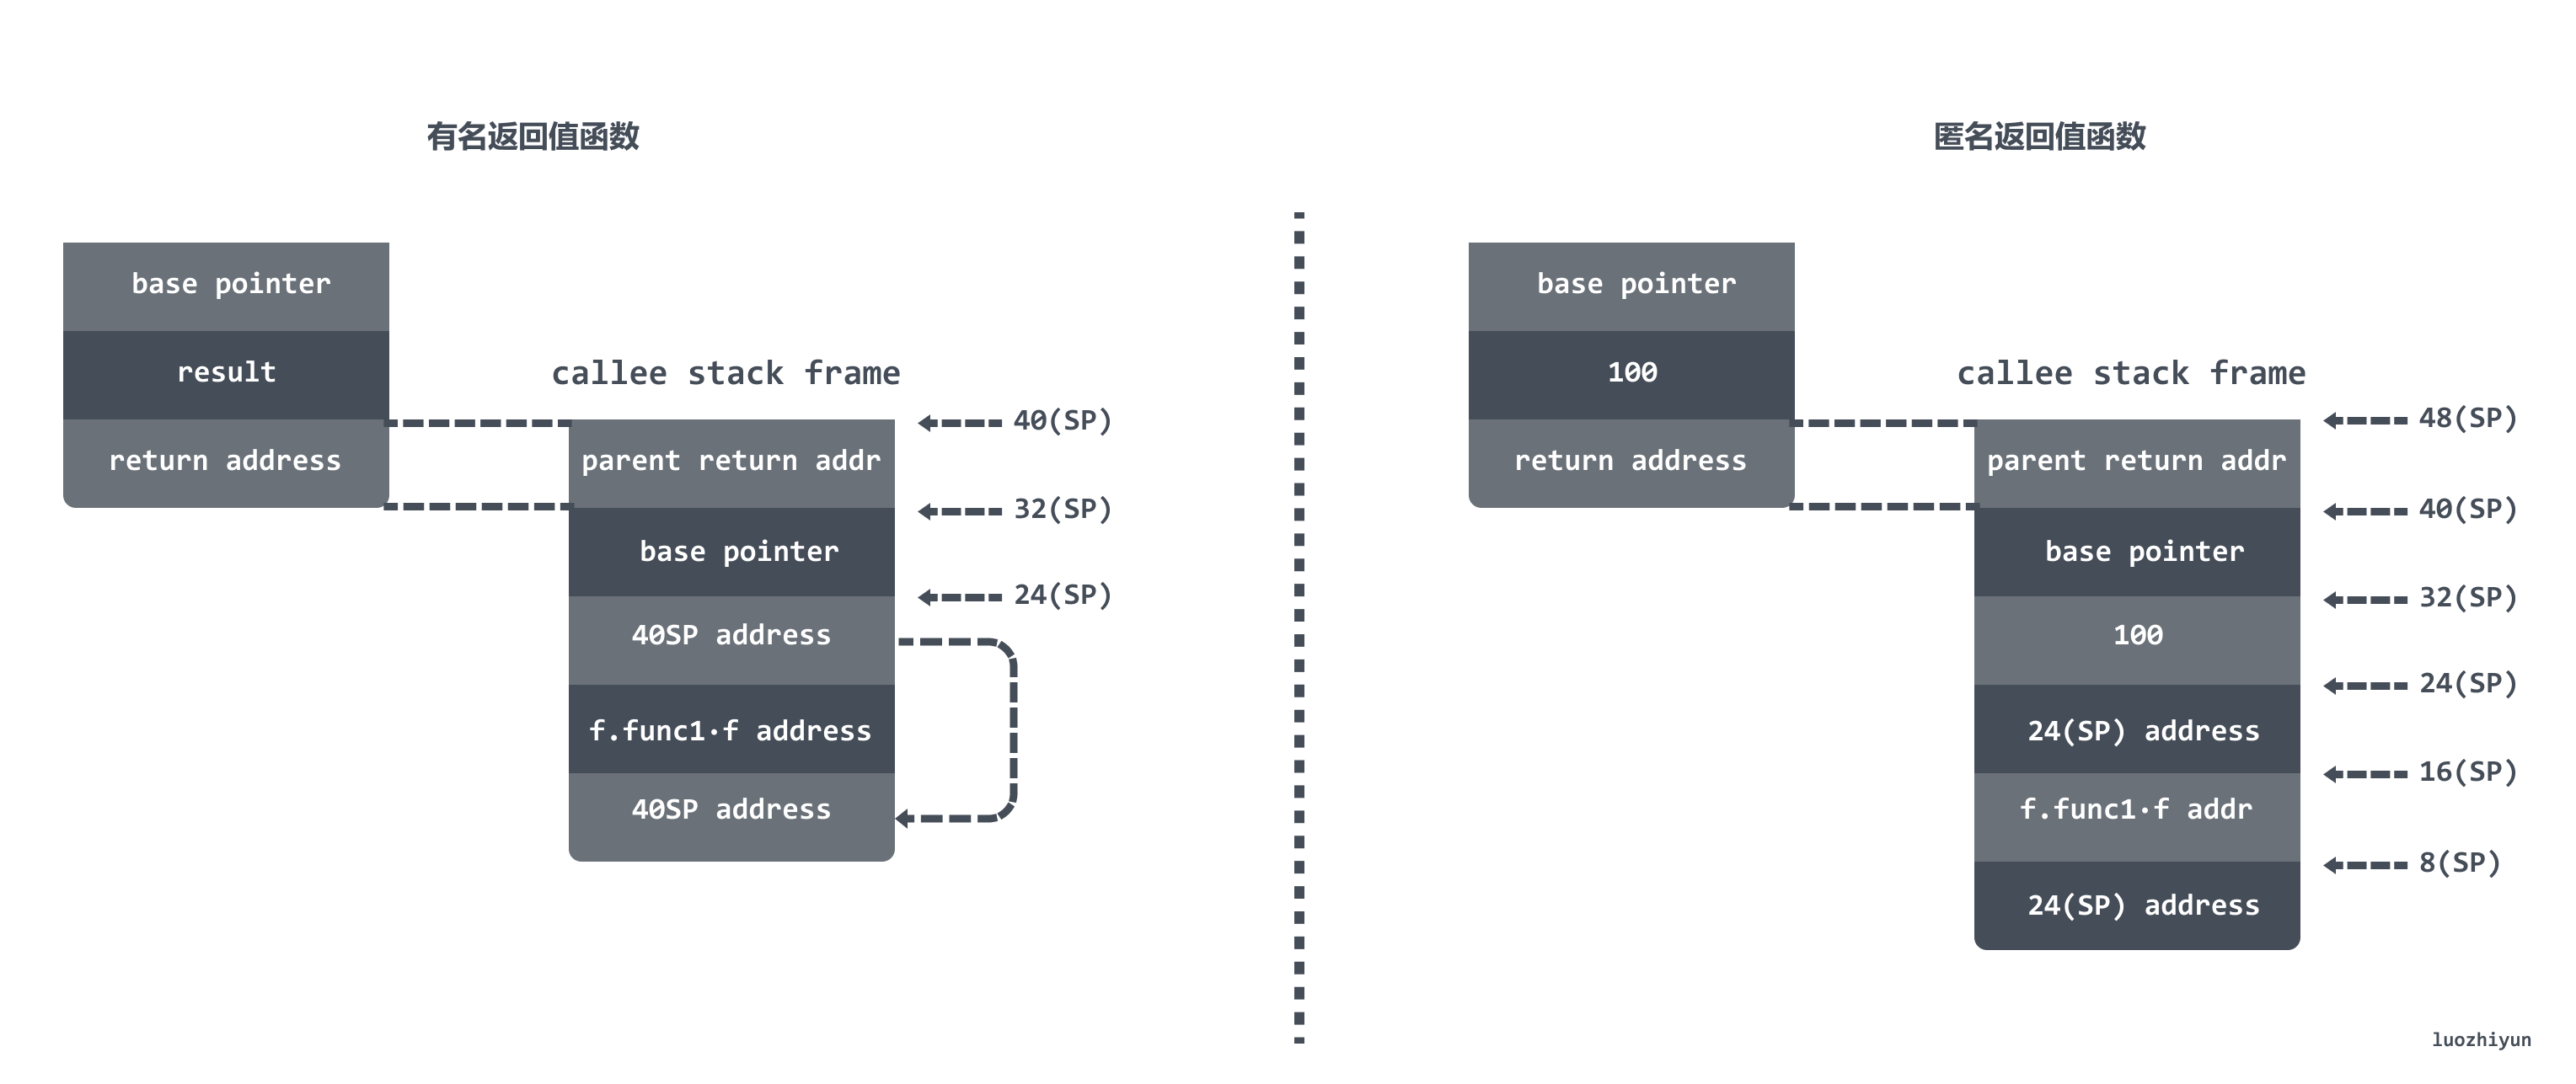 有名返回值函数
base pointer
result
return address
callee stack frame
parent return addr
base pointer
40SP address
f.func1·f address
40SP address
40(SP)
32(SP)
24(SP)
匿名返回值函数
base pointer
100
return address
callee stack frame
parent return addr
base pointer
100
24(SP) address
f.func1·f addr
24(SP) address
48(SP)
40(SP)
32(SP)
24(SP)
16(SP)
8(SP)
luozhiyun